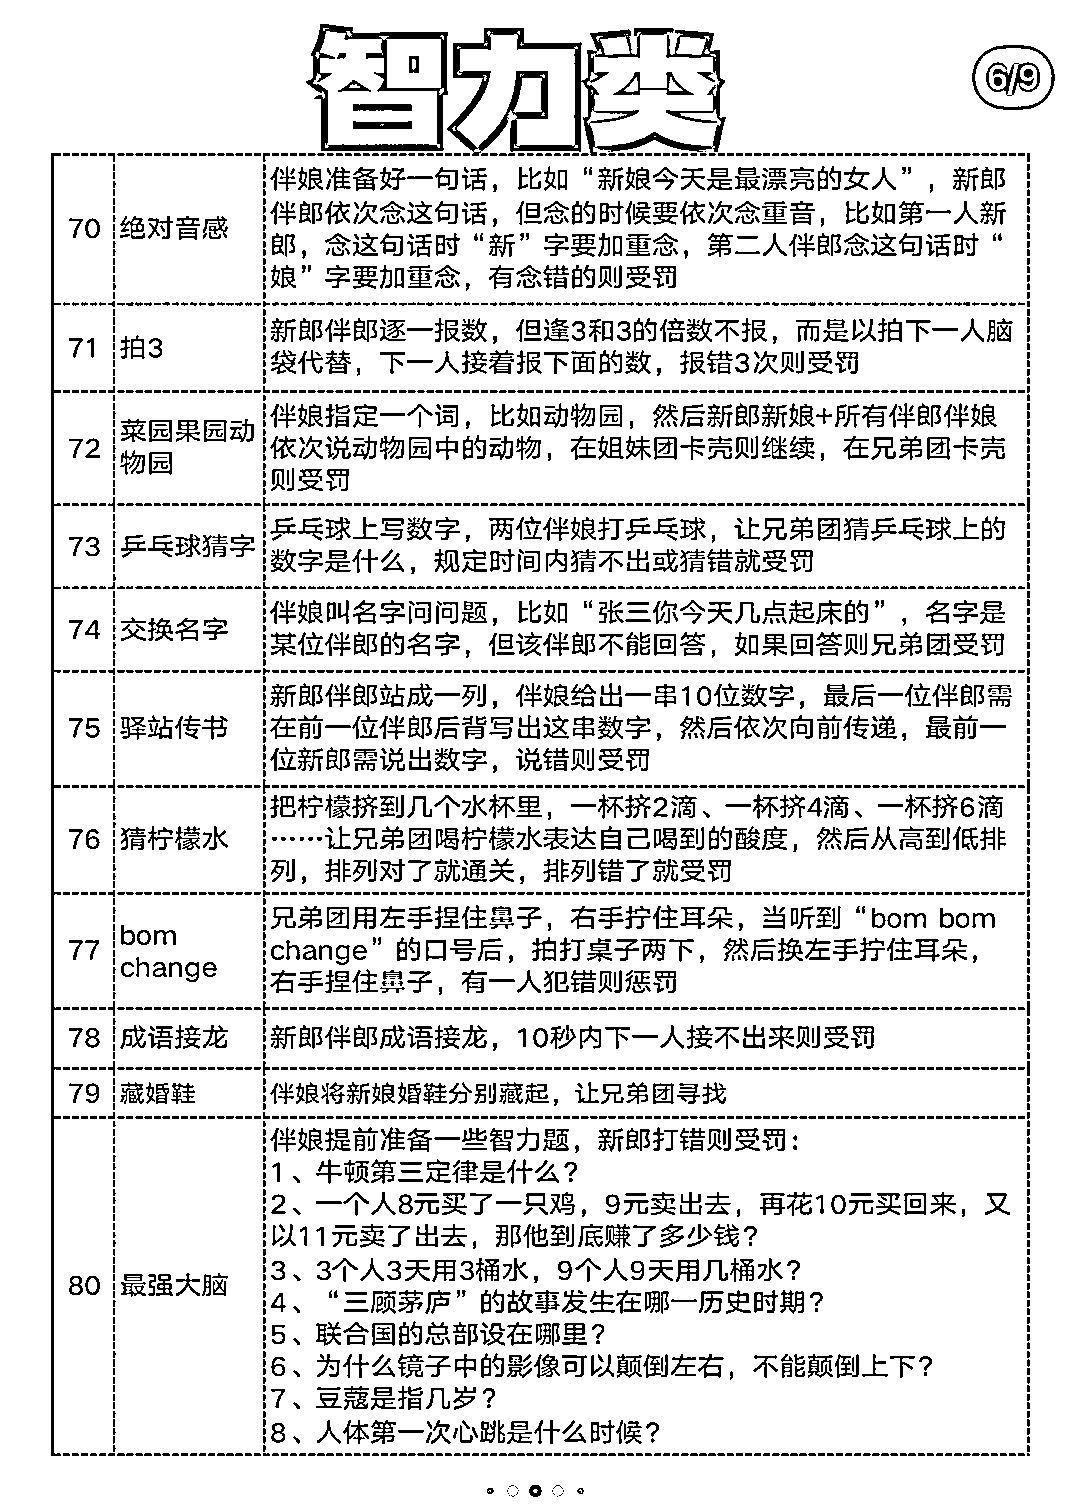 智力类
6/9
70 绝对音感 伴娘准备好一句话，比如“新娘今天是最漂亮的女人”，新郎
伴郎依次念这句话，但念的时候要依次念重音，比如第一人新
郎，念这句话时“新”字要加重念，第二人伴郎念这句话时“
娘”字要加重念，有念错的则受罚
71 拍3 新郎伴郎逐一报数，但逢3和3的倍数不报，而是以拍下一人脑
袋代替，下一人接着报下面的数，报错3次则受罚
72 菜园果园动
物园
伴娘指定一个词，比如动物园，然后新郎新娘+所有伴郎伴娘
依次说动物园中的动物，在姐妹团卡壳则继续，在兄弟团卡壳
则受罚
73 乒乓球猜字 乒乓球上写数字，两位伴娘打乒乓球，让兄弟团猜乒乓球上的
数字是什么，规定时间内猜不出或猜错就受罚
74 交换名字 伴娘叫名字问问题，比如“张三你今天几点起床的”，名字是
某位伴郎的名字，但该伴郎不能回答，如果回答则兄弟团受罚
75 驿站传书 新郎伴郎站成一列，伴娘给出一串10位数字，最后一位伴郎需
在前一位伴郎后背写出这串数字，然后依次向前传递，最前一
位新郎需说出数字，说错则受罚
76 猜柠檬水 把柠檬挤到几个水杯里，一杯挤2滴、一杯挤4滴、一杯挤6滴
……让兄弟团喝柠檬水表达自己喝到的酸度，然后从高到低排
列，排列对了就通关，排列错了就受罚
77 bom
change
兄弟团用左手捏住鼻子，右手拧住耳朵，当听到“bom bom
change”的口号后，拍打桌子两下，然后换左手拧住耳朵，
右手捏住鼻子，有一人犯错则惩罚
78 成语接龙 新郎伴郎成语接龙，10秒内下一人接不出来则受罚
79 藏婚鞋 伴娘将新娘婚鞋分别藏起，让兄弟团寻找
80 最强大脑 伴娘提前准备一些智力题，新郎打错则受罚：
1、牛顿第三定律是什么？
2、一个人8元买了一只鸡，9元卖出去，再花10元买回来，又
以11元卖了出去，那他到底赚了多少钱？
3、3个人3天用3桶水，9个人9天用几桶水？
4、“三顾茅庐”的故事发生在哪一历史时期？
5、联合国的总部设在哪里？
6、为什么镜子中的影像可以颠倒左右，不能颠倒上下？
7、豆蔻是指几岁？
8、人体第一次心跳是什么时候？